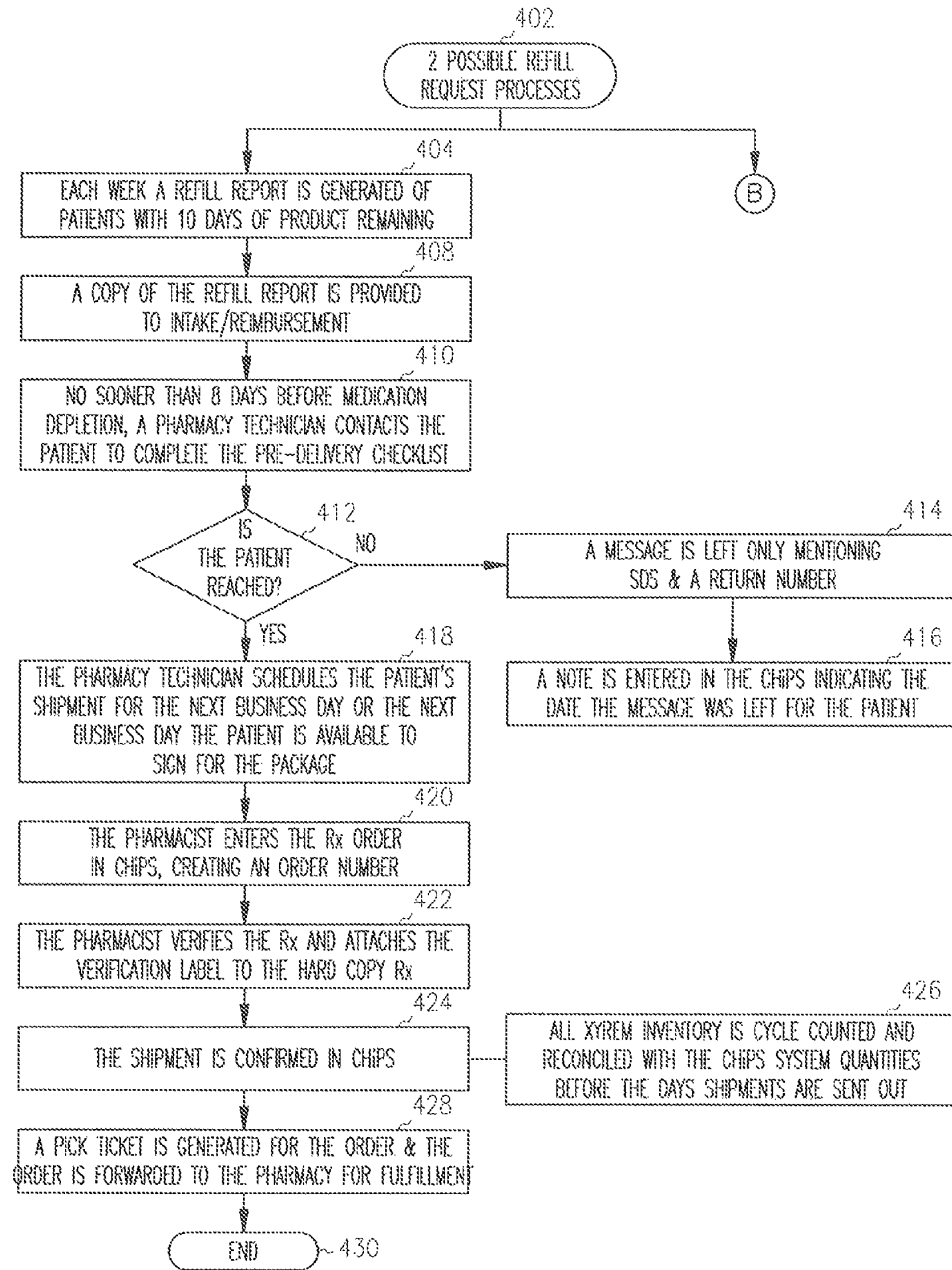 402
2 POSSIBLE REFILL
REQUEST PROCESSES
404
EACH WEEK A REFILL REPORT IS GENERATED OF
PATIENTS WITH 10 DAYS OF PRODUCT REMAINING
B
408
A COPY OF THE REFILL REPORT IS PROVIDED
TO INTAKE/REIMBURSEMENT
410
NO SOONER THAN 8 DAYS BEFORE MEDICATION
DEPLETION, A PHARMACY TECHNICIAN CONTACTS THE
PATIENT TO COMPLETE THE PRE-DELIVERY CHECKLIST
412
IS
THE PATIENT
REACHED?
NO
414
A MESSAGE IS LEFT ONLY MENTIONING
SDS & A RETURN NUMBER
416
A NOTE IS ENTERED IN THE CHiPS INDICATING THE
DATE THE MESSAGE WAS LEFT FOR THE PATIENT
YES
418
THE PHARMACY TECHNICIAN SCHEDULES THE PATIENT'S
SHIPMENT FOR THE NEXT BUSINESS DAY OR THE NEXT
BUSINESS DAY THE PATIENT IS AVAILABLE TO
SIGN FOR THE PACKAGE
420
THE PHARMACIST ENTERS THE Rx ORDER
IN CHiPS, CREATING AN ORDER NUMBER
422
THE PHARMACIST VERIFIES THE Rx AND ATTACHES THE
VERIFICATION LABEL TO THE HARD COPY Rx
424
THE SHIPMENT IS CONFIRMED IN CHiPS
426
ALL XYREM INVENTORY IS CYCLE COUNTED AND
RECONCILED WITH THE CHiPS SYSTEM QUANTITIES
BEFORE THE DAYS SHIPMENTS ARE SENT OUT
428
A PICK TICKET IS GENERATED FOR THE ORDER & THE
ORDER IS FORWARDED TO THE PHARMACY FOR FULFILLMENT
END
430